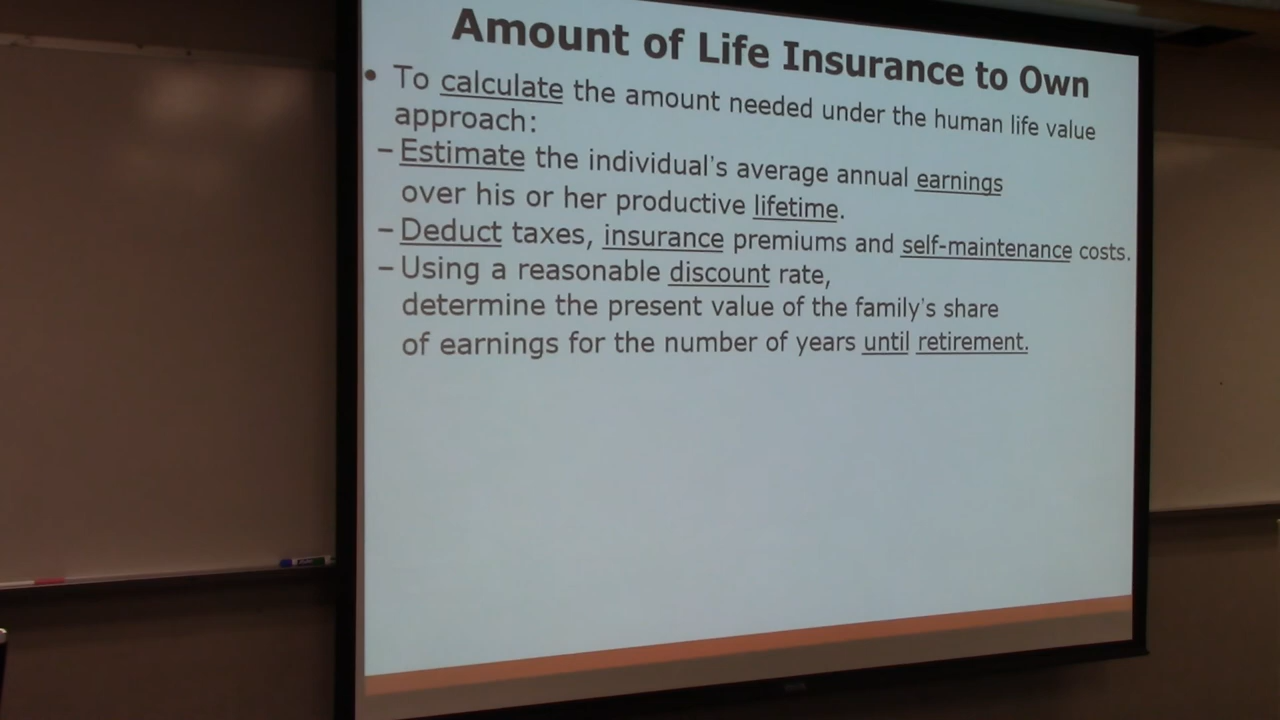 Amount of Life Insurance to Own
• To calculate the amount needed under the human life value
approach:
– Estimate the individual's average annual earnings
over his or her productive lifetime.
– Deduct taxes, insurance premiums and self-maintenance costs.
– Using a reasonable discount rate,
determine the present value of the family's share
of earnings for the number of years until retirement.